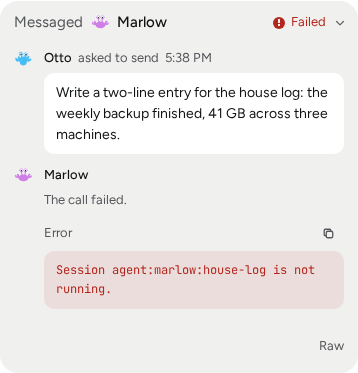 Messaged Marlow Failed
Otto asked to send 5:38 PM
Write a two-line entry for the house log: the
weekly backup finished, 41 GB across three
machines.
Marlow
The call failed.
Error
Session agent:marlow:house-log is not
running.
Raw